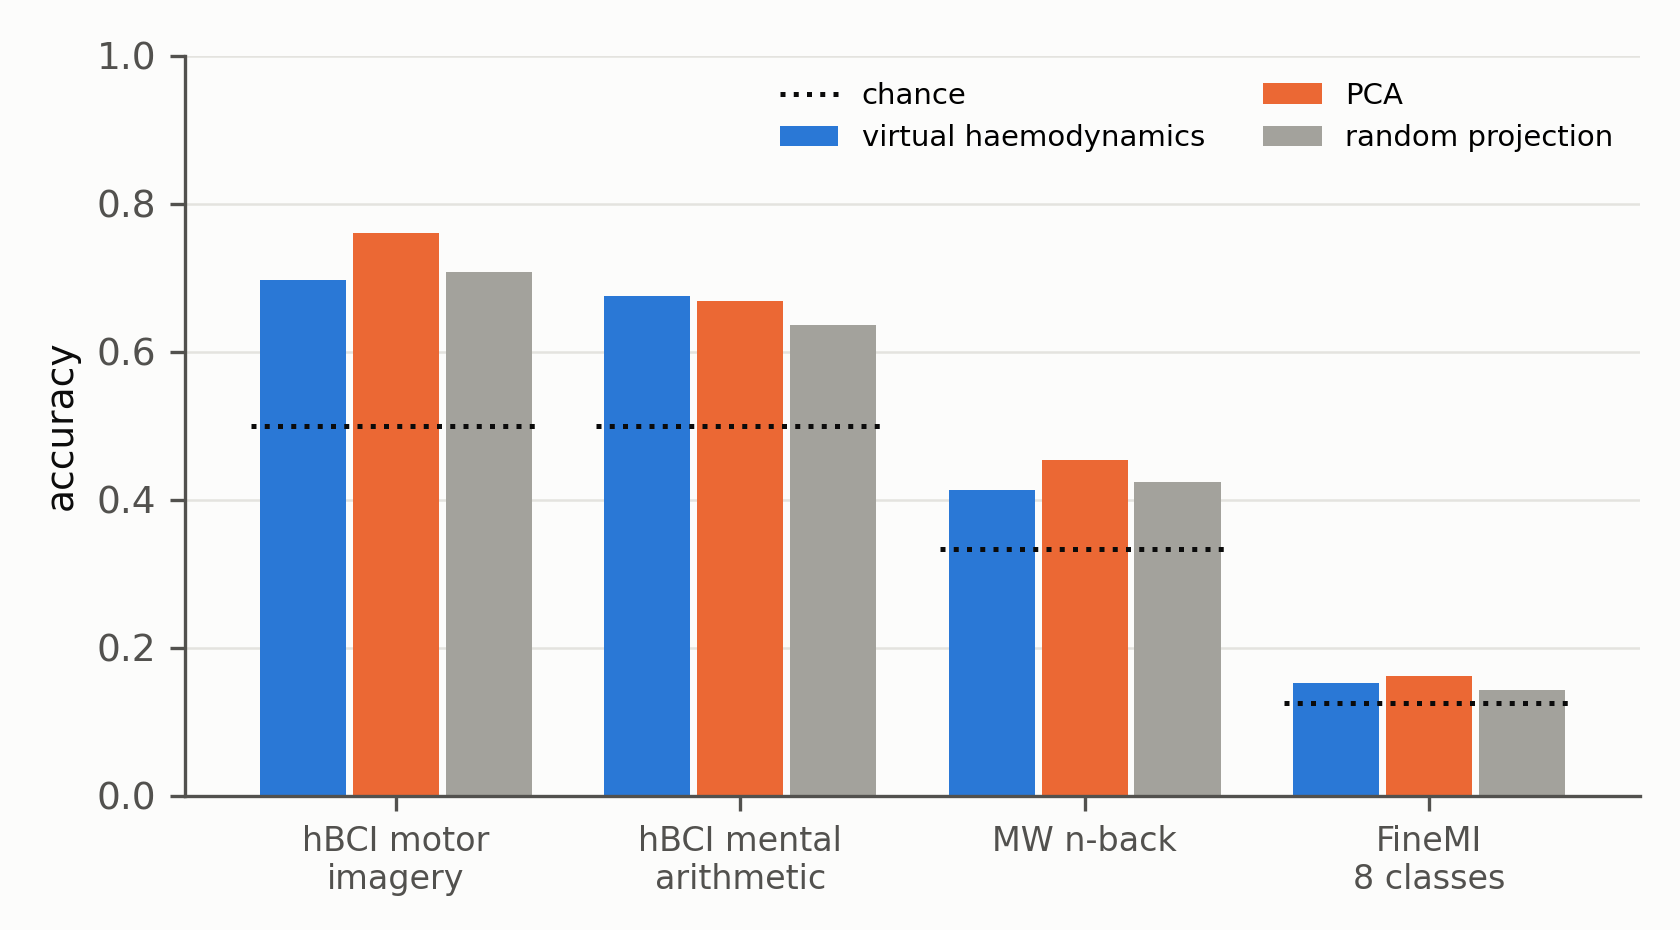 1.0
0.8
0.6
0.4
0.2
0.0
accuracy
chance
virtual haemodynamics
PCA
random projection
hBCI motor
imagery
hBCI mental
arithmetic
MW n-back
FineMI
8 classes